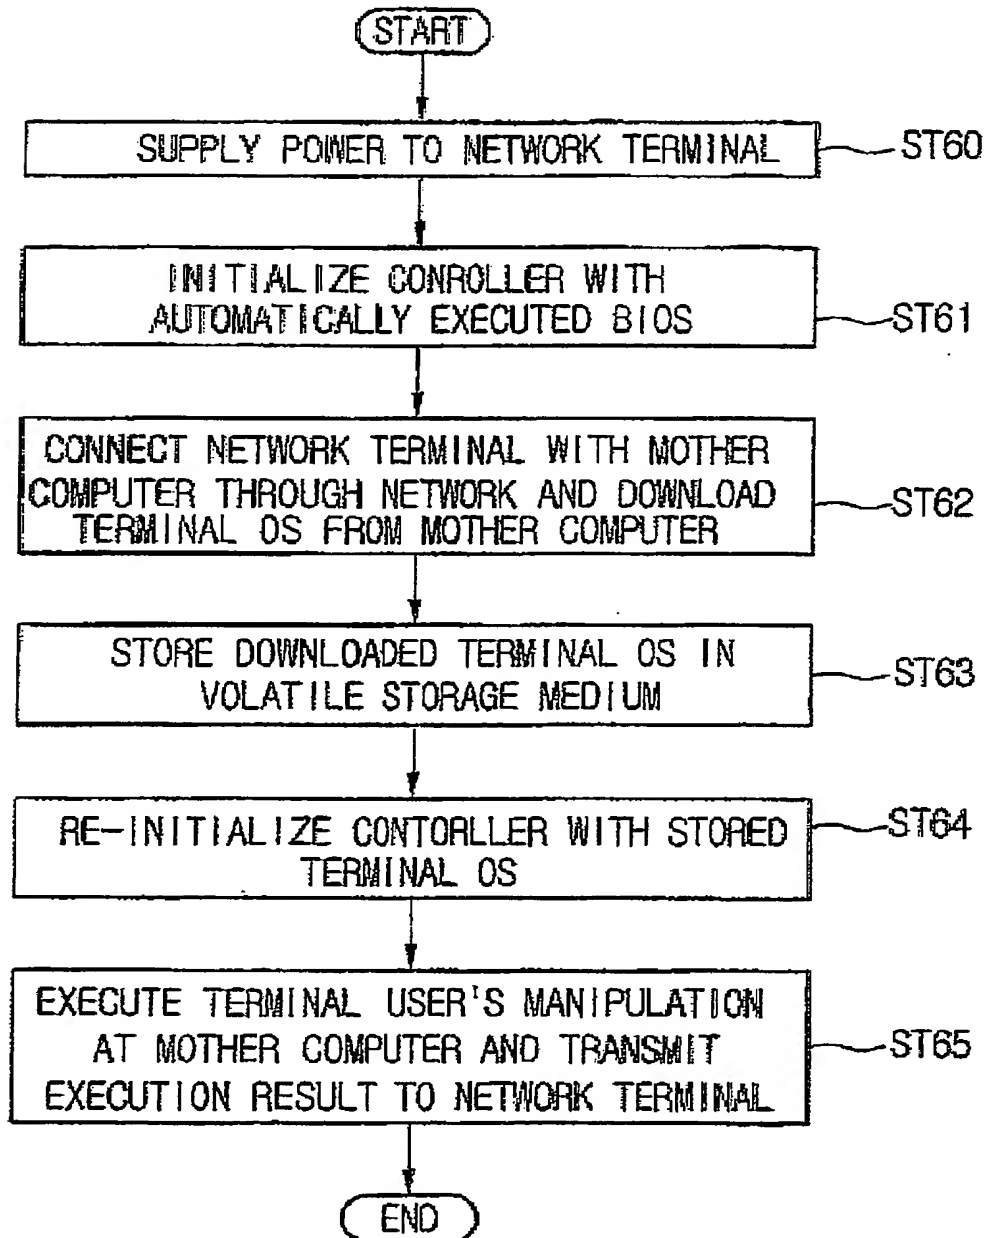 START
SUPPLY POWER TO NETWORK TERMINAL
ST60
INITIALIZE CONROLLER WITH
AUTOMATICALLY EXECUTED BIOS
ST61
CONNECT NETWORK TERMINAL WITH MOTHER
COMPUTER THROUGH NETWORK AND DOWNLOAD
TERMINAL OS FROM MOTHER COMPUTER
ST62
STORE DOWNLOADED TERMINAL OS IN
VOLATILE STORAGE MEDIUM
ST63
RE-INITIALIZE CONTORLLER WITH STORED
TERMINAL OS
ST64
EXECUTE TERMINAL USER'S MANIPULATION
AT MOTHER COMPUTER AND TRANSMIT
EXECUTION RESULT TO NETWORK TERMINAL
ST65
END